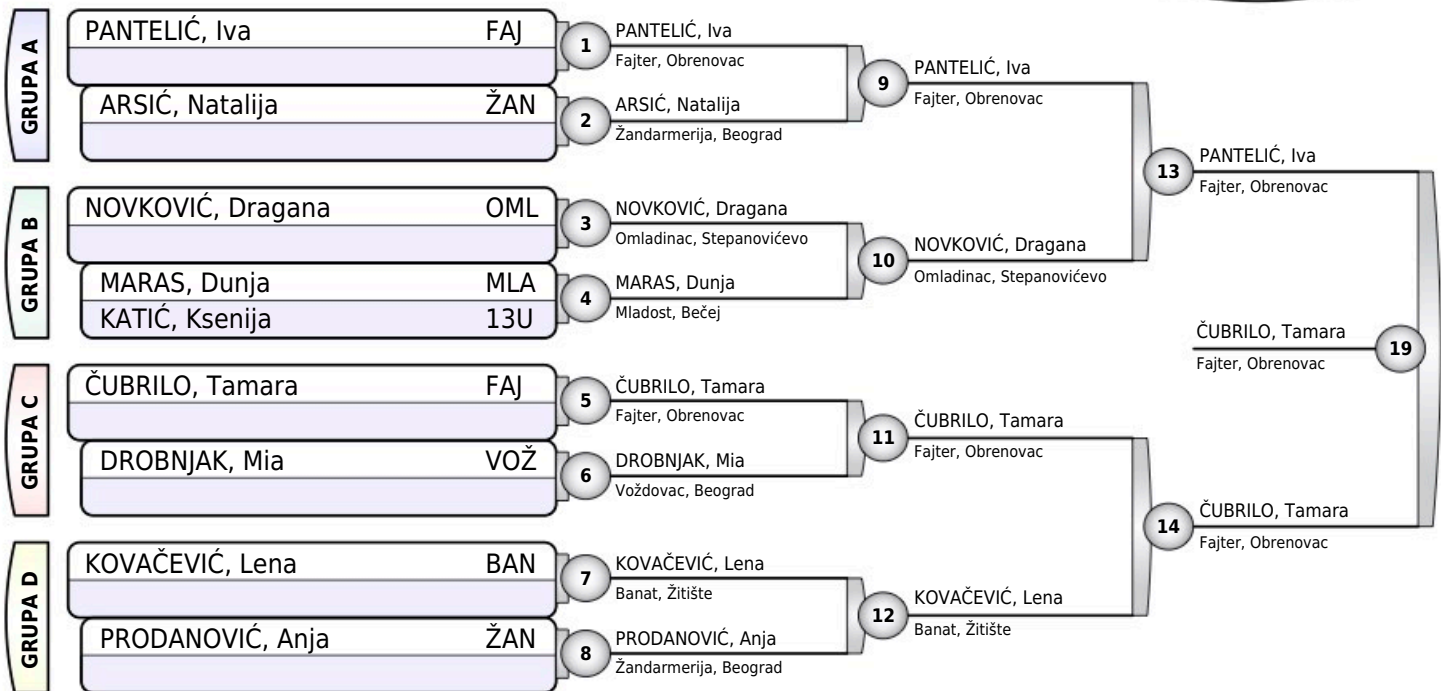 GRUPA A
PANTELIĆ, Iva FAJ
ARSIĆ, Natalija ŽAN
GRUPA B
NOVKOVIĆ, Dragana OML
MARAS, Dunja MLA
KATIĆ, Ksenija 13U
GRUPA C
ČUBRILO, Tamara FAJ
DROBNJAK, Mia VOŽ
GRUPA D
KOVAČEVIĆ, Lena BAN
PRODANOVIĆ, Anja ŽAN
1
PANTELIĆ, Iva
Fajter, Obrenovac
2
ARSIĆ, Natalija
Žandarmerija, Beograd
3
NOVKOVIĆ, Dragana
Omladinac, Stepanovićevo
4
MARAS, Dunja
Mladost, Bečej
5
ČUBRILO, Tamara
Fajter, Obrenovac
6
DROBNJAK, Mia
Voždovac, Beograd
7
KOVAČEVIĆ, Lena
Banat, Žitište
8
PRODANOVIĆ, Anja
Žandarmerija, Beograd
9
PANTELIĆ, Iva
Fajter, Obrenovac
10
NOVKOVIĆ, Dragana
Omladinac, Stepanovićevo
11
ČUBRILO, Tamara
Fajter, Obrenovac
12
KOVAČEVIĆ, Lena
Banat, Žitište
13
PANTELIĆ, Iva
Fajter, Obrenovac
14
ČUBRILO, Tamara
Fajter, Obrenovac
ČUBRILO, Tamara
Fajter, Obrenovac
19